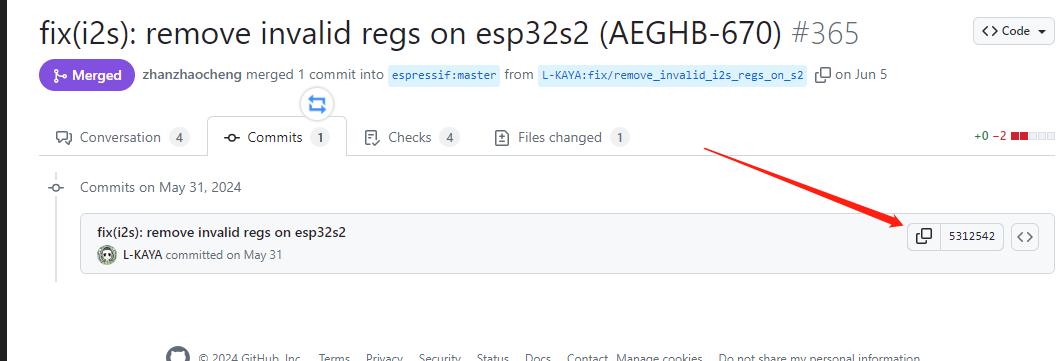 fix(i2s): remove invalid regs on esp32s2 (AEGHB-670) #365
<> Code
Merged zhanzhaocheng merged 1 commit into espressif:master from L-KAYA:fix/remove_invalid_i2s_regs_on_s2 on Jun 5
Conversation 4 Commits 1 Checks 4 Files changed 1 +0 −2
Commits on May 31, 2024
fix(i2s): remove invalid regs on esp32s2
5312542 <>
L-KAYA committed on May 31
© 2024 GitHub, Inc. Terms Privacy Security Status Docs Contact Manage cookies Do not share my personal information